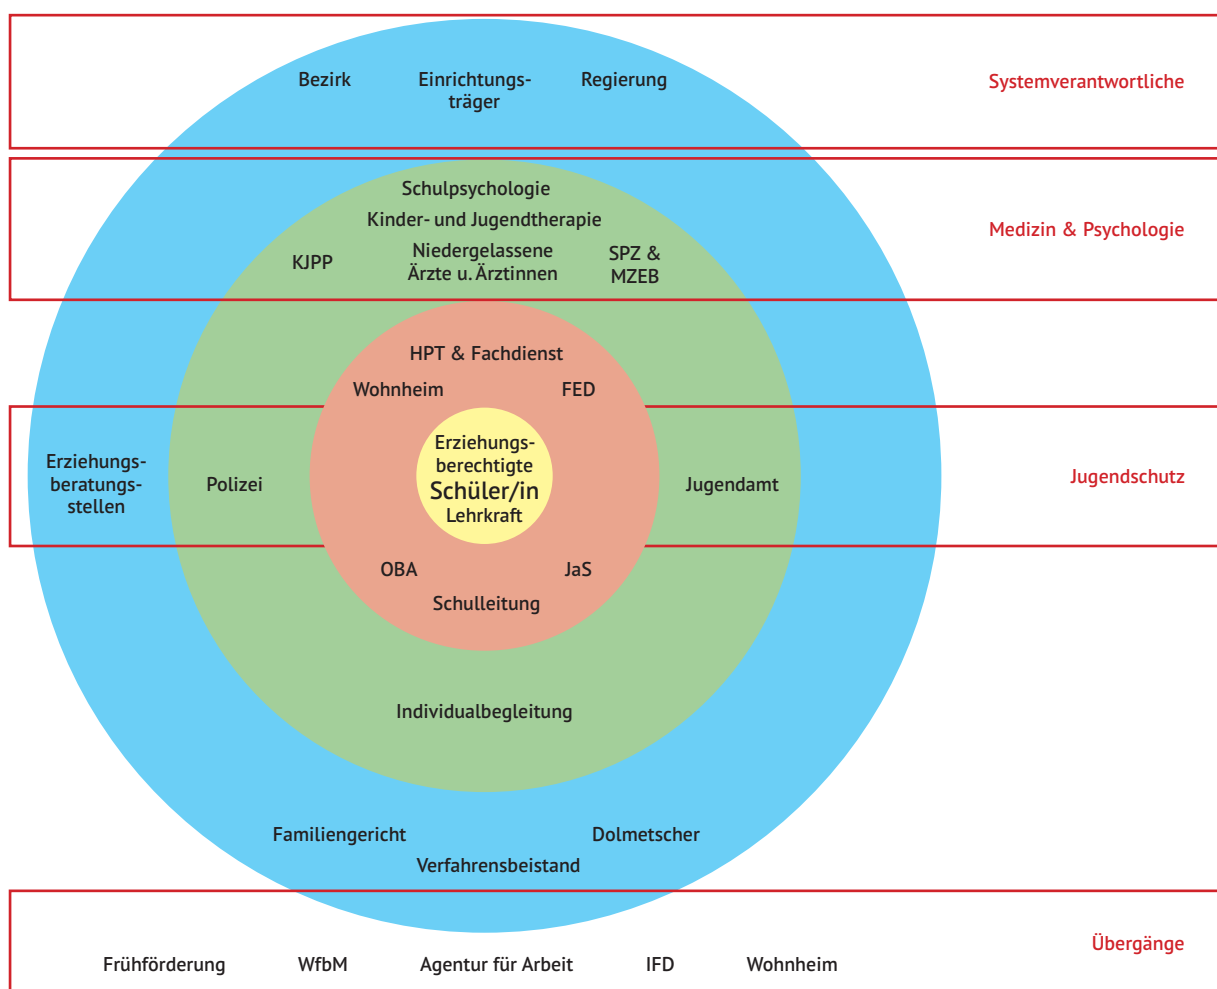 Bezirk
Einrichtungs-
träger
Regierung
Systemverantwortliche
Schulpsychologie
Kinder- und Jugendtherapie
KJPP
Niedergelassene
Ärzte u. Ärztinnen
SPZ &
MZEB
Medizin & Psychologie
HPT & Fachdienst
Wohnheim
FED
Erziehungs-
beratungs-
stellen
Polizei
Erziehungs-
berechtigte
Schüler/in
Lehrkraft
Jugendamt
Jugendschutz
OBA
JaS
Schulleitung
Individualbegleitung
Familiengericht
Dolmetscher
Verfahrensbeistand
Übergänge
Frühförderung
WfbM
Agentur für Arbeit
IFD
Wohnheim